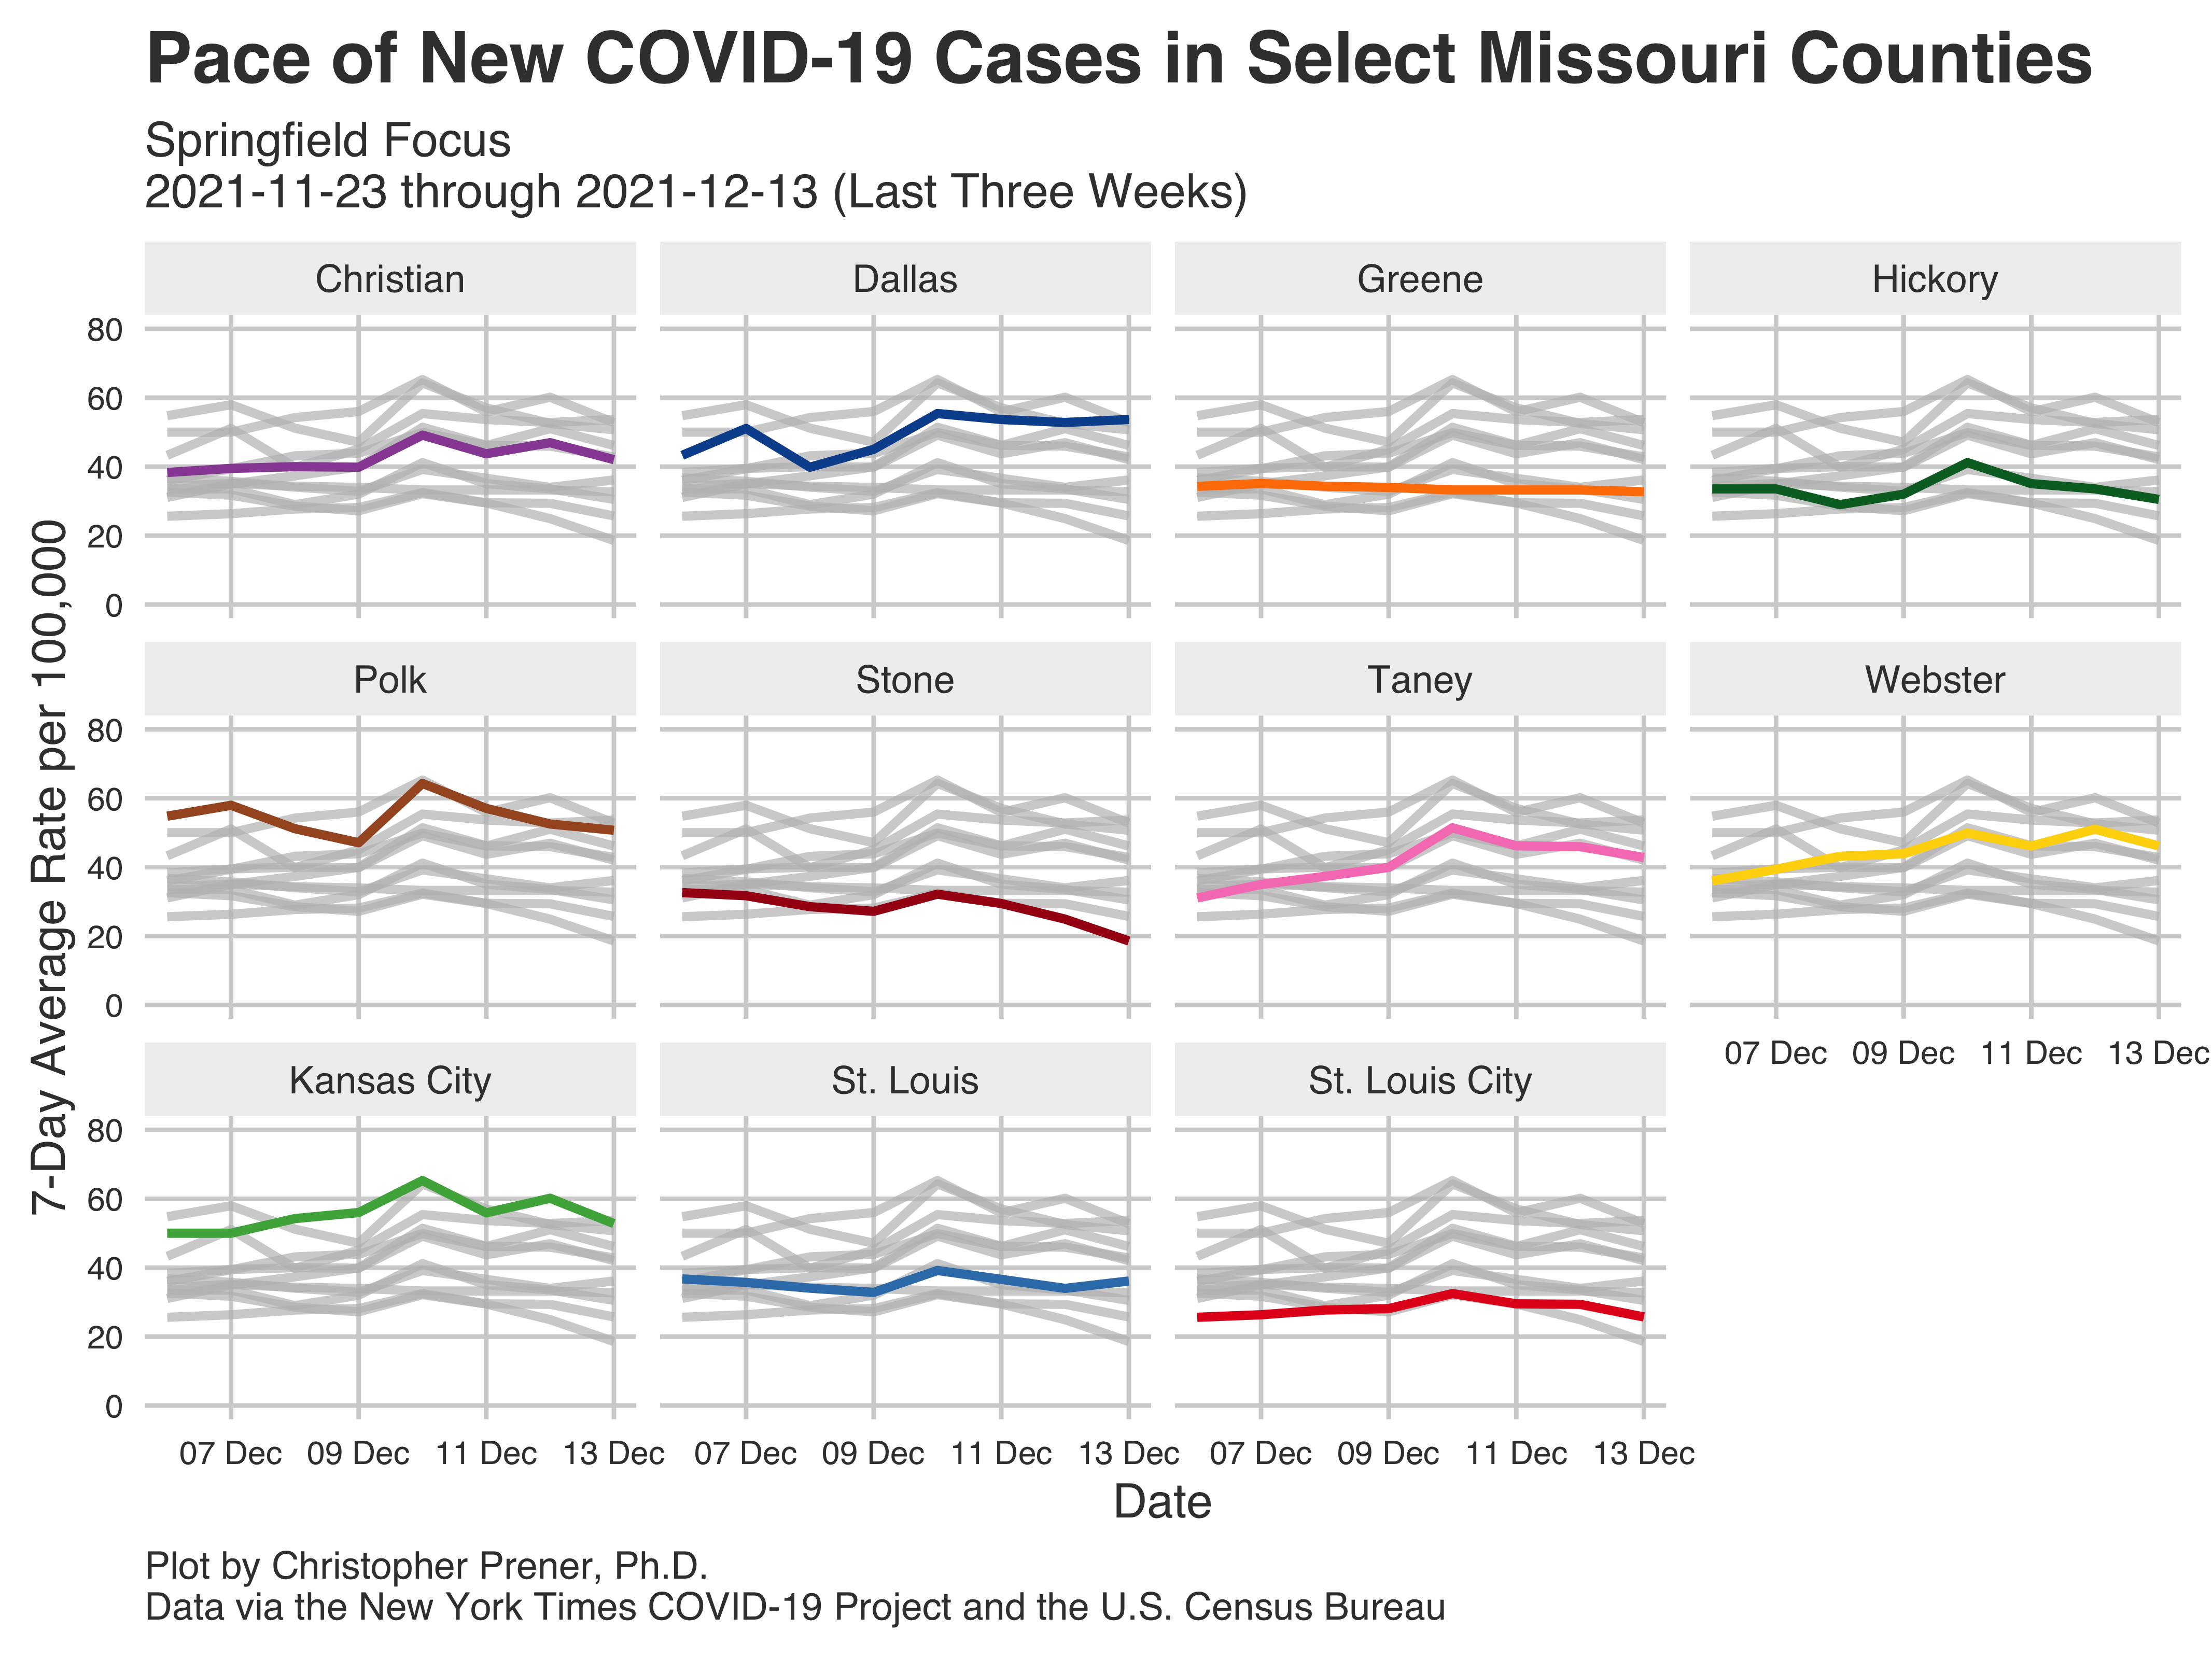 Pace of New COVID-19 Cases in Select Missouri Counties
Springfield Focus
2021-11-23 through 2021-12-13 (Last Three Weeks)
7-Day Average Rate per 100,000
Christian
Dallas
Greene
Hickory
80
60
40
20
0
Polk
Stone
Taney
Webster
80
60
40
20
0
07 Dec 09 Dec 11 Dec 13 Dec
Kansas City
St. Louis
St. Louis City
80
60
40
20
0
07 Dec 09 Dec 11 Dec 13 Dec
07 Dec 09 Dec 11 Dec 13 Dec
07 Dec 09 Dec 11 Dec 13 Dec
Date
Plot by Christopher Prener, Ph.D.
Data via the New York Times COVID-19 Project and the U.S. Census Bureau